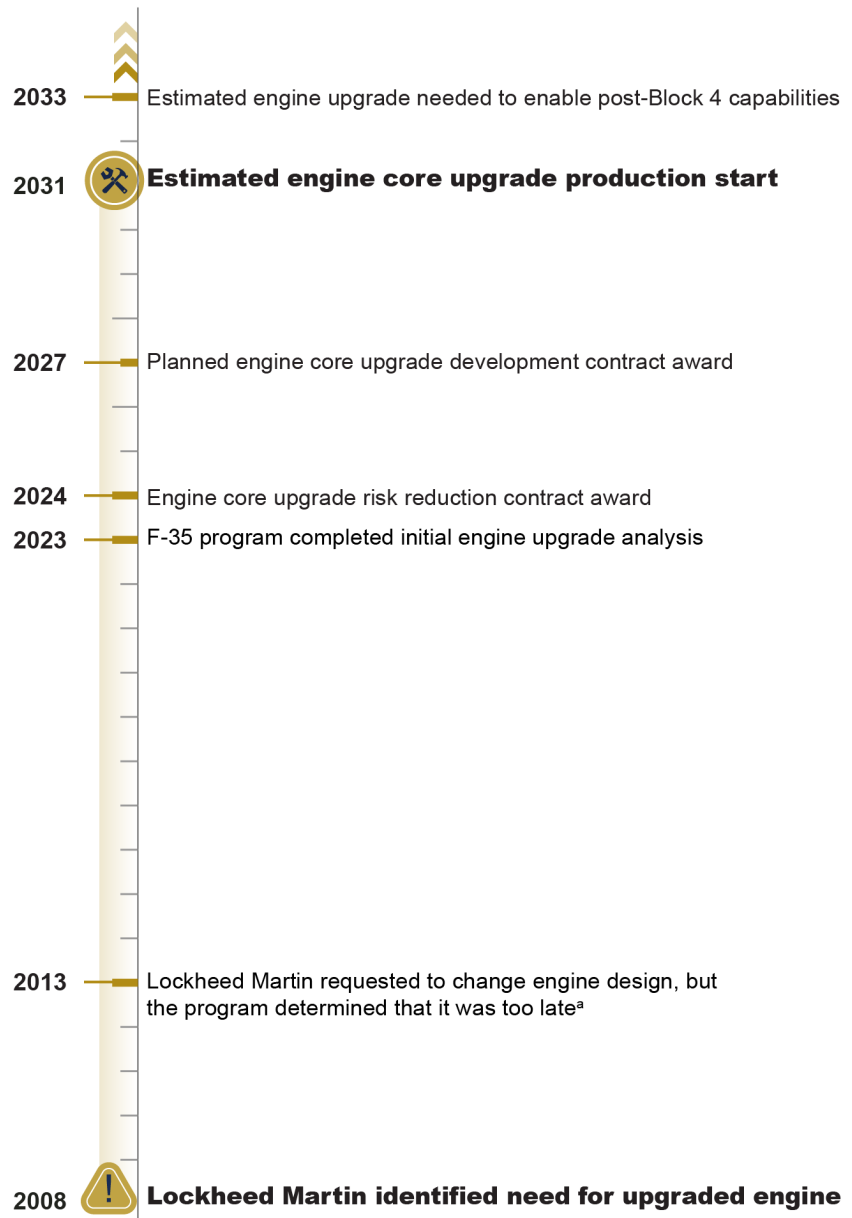 2033 Estimated engine upgrade needed to enable post-Block 4 capabilities
2031 Estimated engine core upgrade production start
2027 Planned engine core upgrade development contract award
2024 Engine core upgrade risk reduction contract award
2023 F-35 program completed initial engine upgrade analysis
2013 Lockheed Martin requested to change engine design, but
the program determined that it was too lateᵃ
! 
2008 Lockheed Martin identified need for upgraded engine